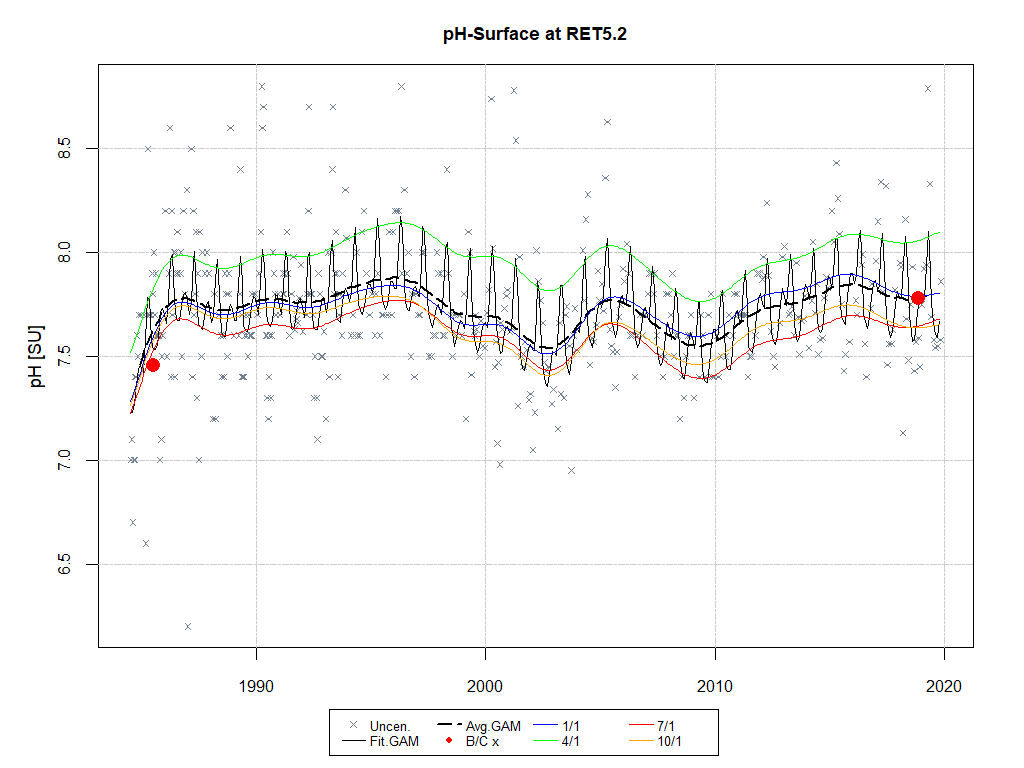 pH-Surface at RET5.2
pH [SU]
8.5
8.0
7.5
7.0
6.5
1990 2000 2010 2020
Uncen. Avg.GAM 1/1 7/1
Fit.GAM B/C x 4/1 10/1